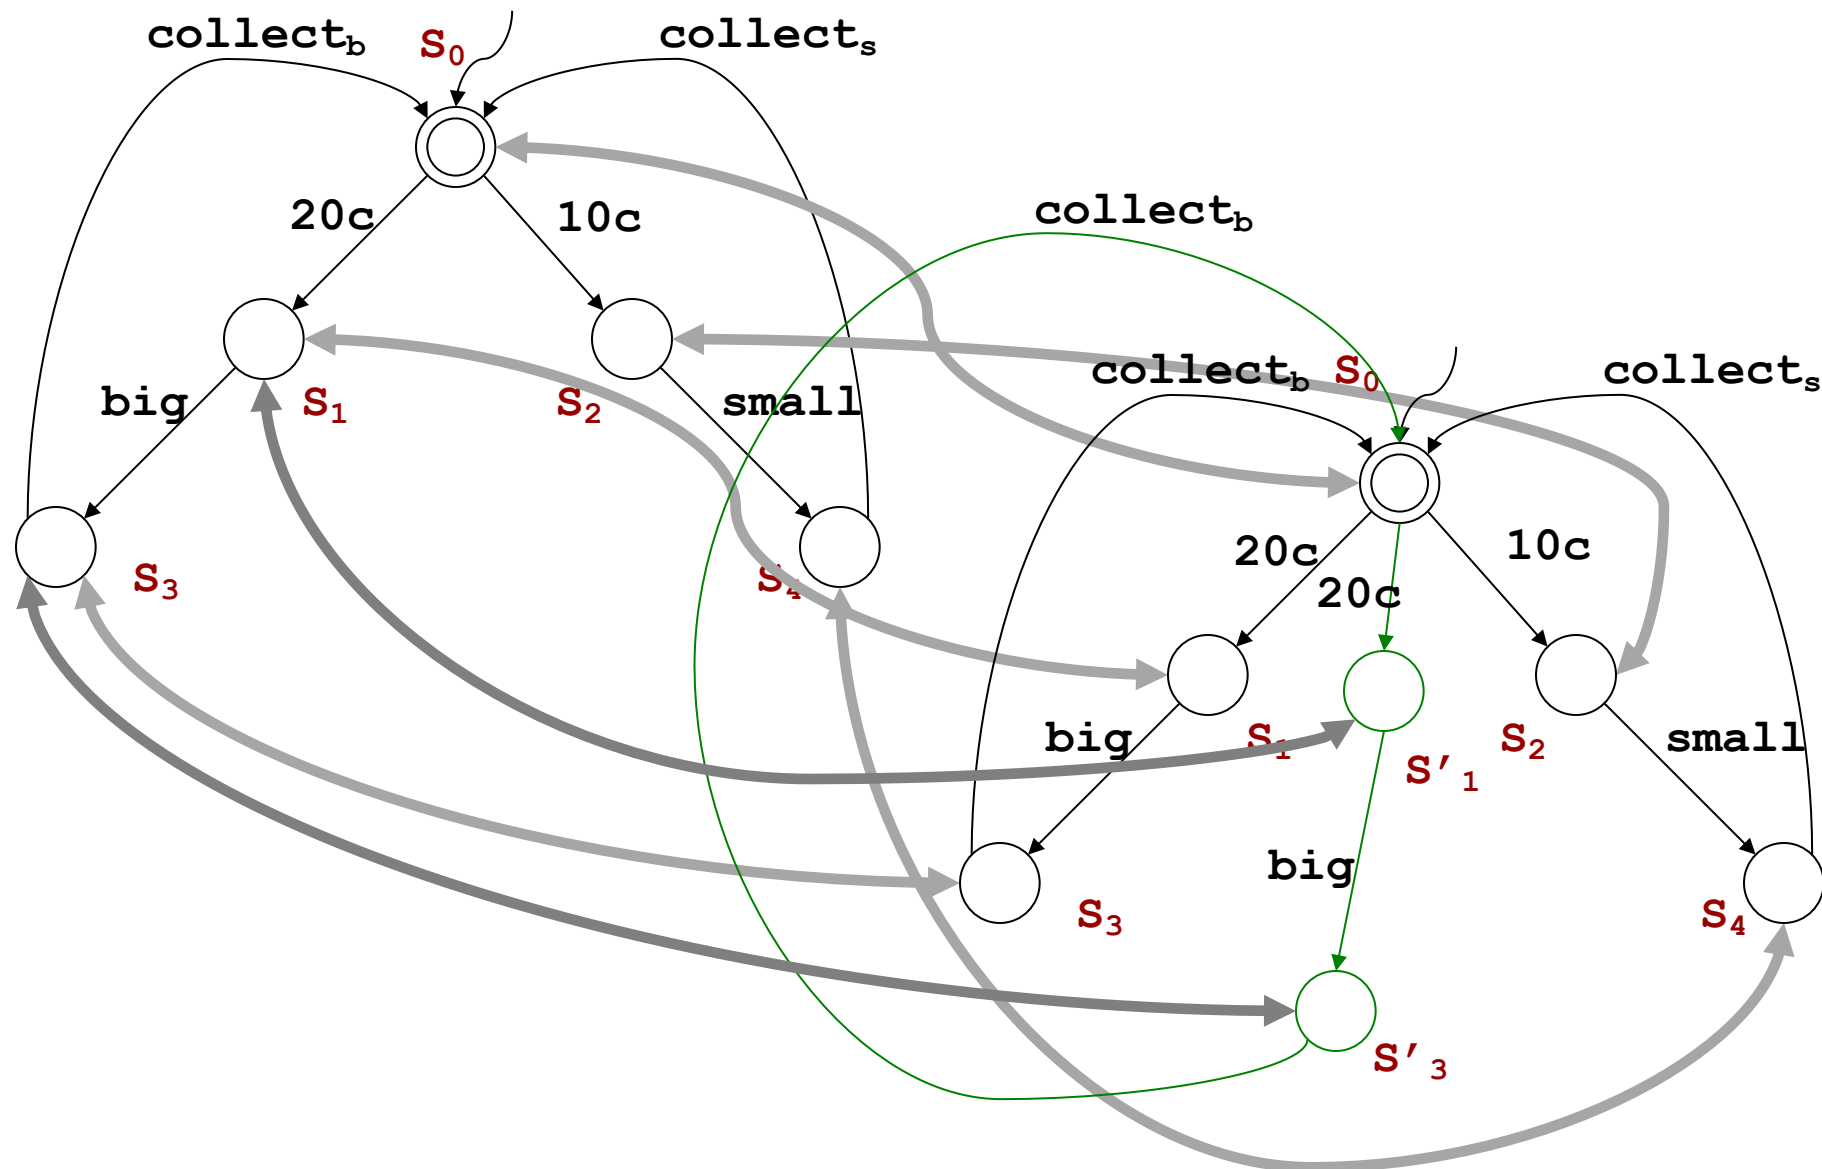 collect_b
S_0
collect_s
20c
10c
collect_b
collect_b
S_0
collect_s
big
S_1
S_2
small
20c
10c
S_3
S_4
20c
big
S_1
S'_1
S_2
small
big
S_3
S_4
S'_3